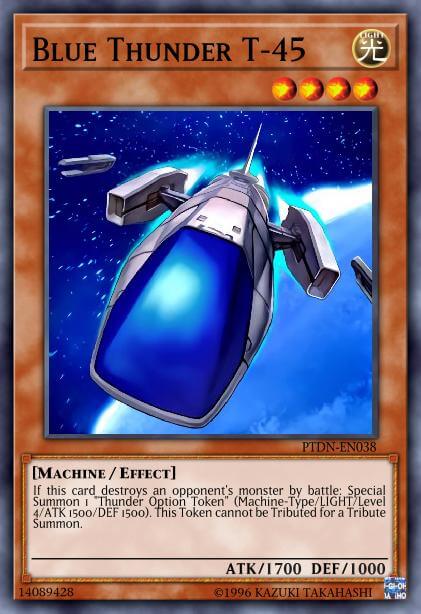 BLUE THUNDER T-45
LIGHT
光
PTDN-EN038
[MACHINE / EFFECT]
If this card destroys an opponent's monster by battle: Special
Summon 1 "Thunder Option Token" (Machine-Type/LIGHT/Level
4/ATK 1500/DEF 1500). This Token cannot be Tributed for a Tribute
Summon.
ATK/1700 DEF/1000
14089428
©1996 KAZUKI TAKAHASHI